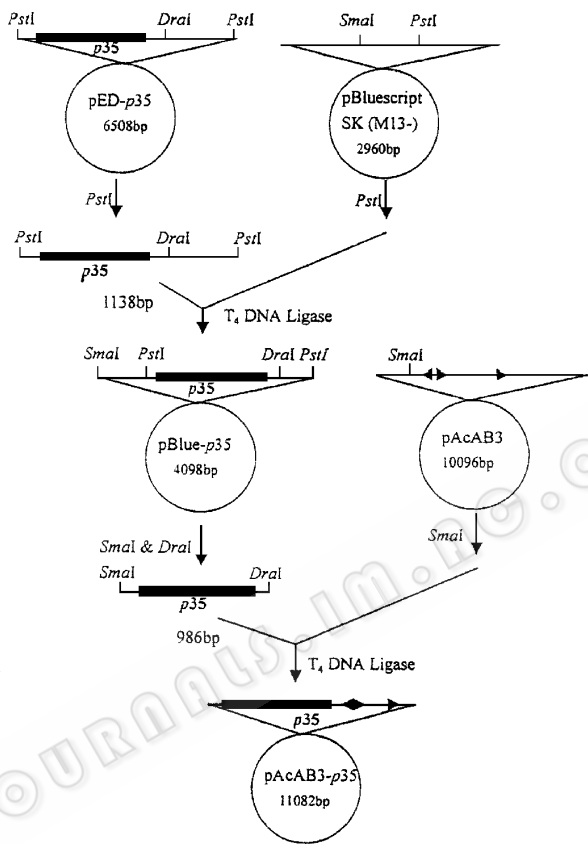 PstI DraI PstI SmaI PstI
p35
pED-p35
6508bp
pBluescript
SK (M13-)
2960bp
PstI PstI
PstI DraI PstI
p35
1138bp
T4 DNA Ligase
SmaI PstI DraI PstI SmaI
p35
pBlue-p35
4098bp
pAcAB3
10096bp
SmaI & DraI SmaI
SmaI DraI
p35
986bp
T4 DNA Ligase
p35
pAcAB3-p35
11082bp